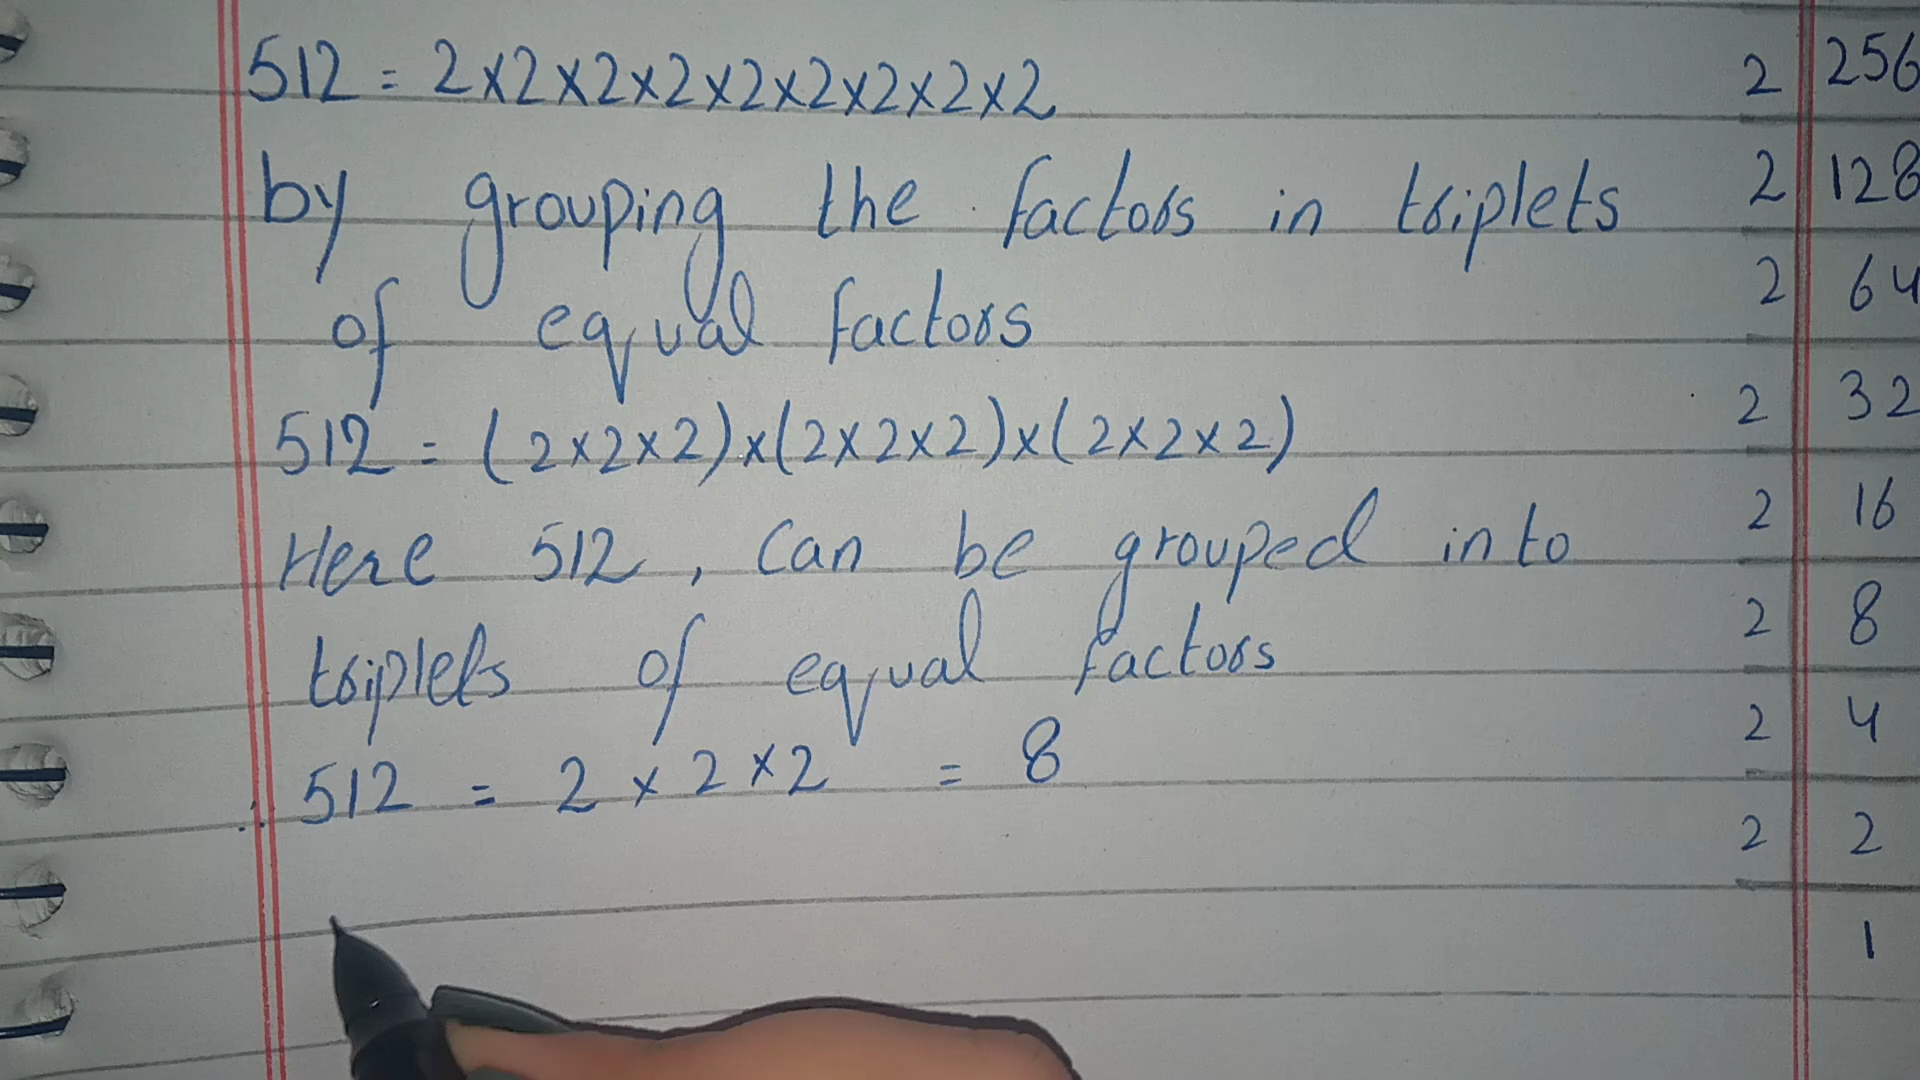 512 = 2×2×2×2×2×2×2×2×2
by grouping the factors in triplets
of equal factors
512 = (2×2×2)×(2×2×2)×(2×2×2)
Here 512, Can be grouped into
triplets of equal factors
∴ 512 = 2 × 2 × 2 = 8
2 256
2 128
2 64
2 32
2 16
2 8
2 4
2 2
1